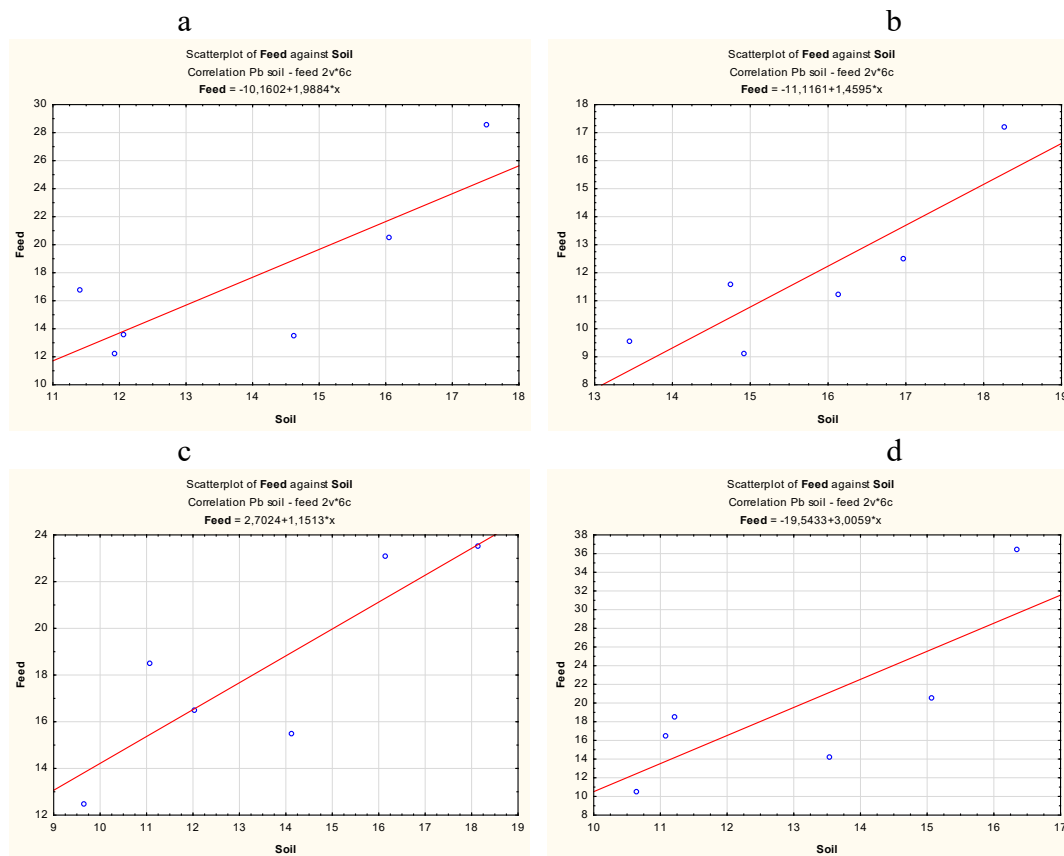 a
Scatterplot of Feed against Soil
Correlation Pb soil - feed 2v*6c
Feed = -10,1602+1,9884*x
30
28
26
24
22
20
18
16
14
12
10
Feed
11 12 13 14 15 16 17 18
Soil
b
Scatterplot of Feed against Soil
Correlation Pb soil - feed 2v*6c
Feed = -11,1161+1,4595*x
18
17
16
15
14
13
12
11
10
9
8
Feed
13 14 15 16 17 18 19
Soil
c
Scatterplot of Feed against Soil
Correlation Pb soil - feed 2v*6c
Feed = 2,7024+1,1513*x
24
22
20
18
16
14
12
Feed
9 10 11 12 13 14 15 16 17 18 19
Soil
d
Scatterplot of Feed against Soil
Correlation Pb soil - feed 2v*6c
Feed = -19,5433+3,0059*x
38
36
34
32
30
28
26
24
22
20
18
16
14
12
10
8
Feed
10 11 12 13 14 15 16 17
Soil